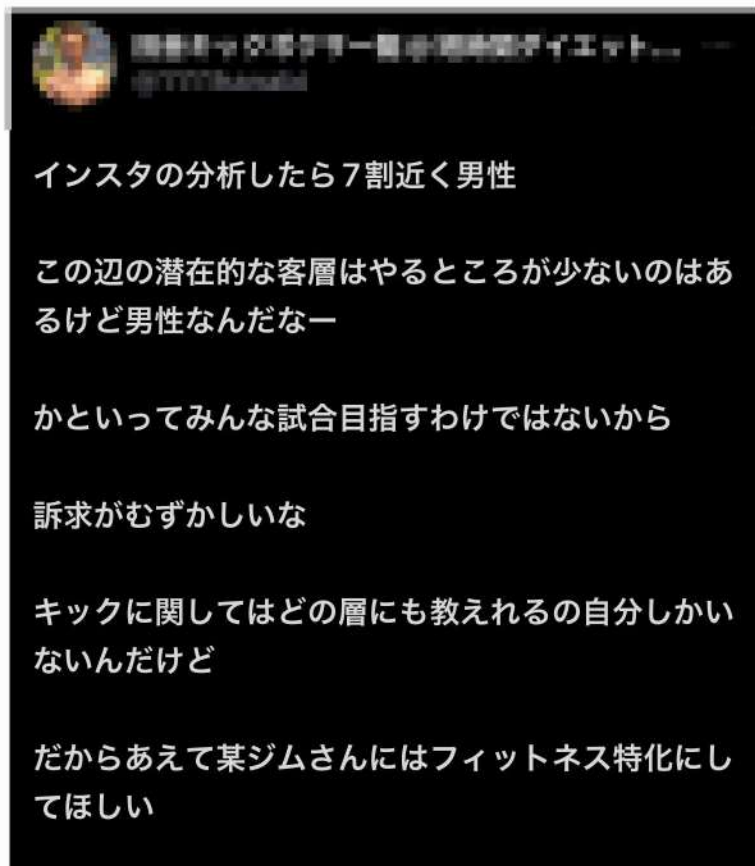 インスタの分析したら７割近く男性
この辺の潜在的な客層はやるところが少ないのはあ
るけど男性なんだなー
かといってみんな試合目指すわけではないから
訴求がむずかしいな
キックに関してはどの層にも教えれるの自分しかい
ないんだけど
だからあえて某ジムさんにはフィットネス特化にし
てほしい